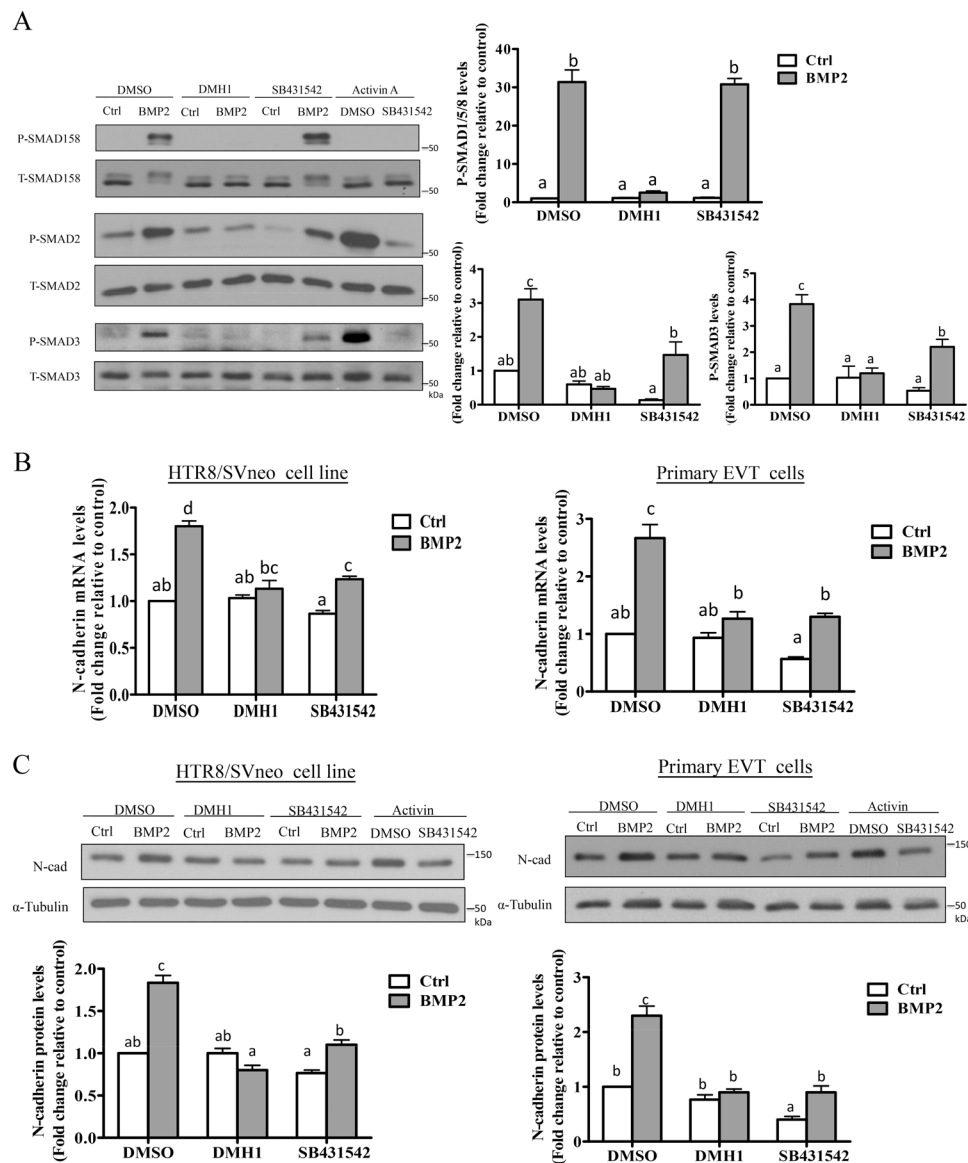 A
DMSO DMH1 SB431542 Activin A
Ctrl BMP2 Ctrl BMP2 Ctrl BMP2 DMSO SB431542
P-SMAD158
50
T-SMAD158
50
P-SMAD2
50
T-SMAD2
50
P-SMAD3
50
T-SMAD3
50
kDa
P-SMAD1/5/8 levels
(Fold change relative to control)
40
30
20
10
0
a b a a a b
DMSO DMH1 SB431542
Ctrl
BMP2
(Fold change relative to control))
4
3
2
1
0
ab c ab ab a b
DMSO DMH1 SB431542
P-SMAD3 levels
(Fold change relative to control)
5
4
3
2
1
0
a c a a a b
DMSO DMH1 SB431542
B
HTR8/SVneo cell line
N-cadherin mRNA levels
(Fold change relative to control)
2.0
1.5
1.0
0.5
0.0
ab d ab bc a c
DMSO DMH1 SB431542
Ctrl
BMP2
Primary EVT cells
N-cadherin mRNA levels
(Fold change relative to control)
3
2
1
0
ab c ab b a b
DMSO DMH1 SB431542
Ctrl
BMP2
C
HTR8/SVneo cell line
DMSO DMH1 SB431542 Activin
Ctrl BMP2 Ctrl BMP2 Ctrl BMP2 DMSO SB431542
N-cad
150
α-Tubulin
50
kDa
N-cadherin protein levels
(Fold change relative to control)
2.0
1.5
1.0
0.5
0.0
ab c ab a a b
DMSO DMH1 SB431542
Ctrl
BMP2
Primary EVT cells
DMSO DMH1 SB431542 Activin
Ctrl BMP2 Ctrl BMP2 Ctrl BMP2 DMSO SB431542
N-cad
150
α-Tubulin
50
kDa
N-cadherin protein levels
(Fold change relative to control)
3
2
1
0
b c b b a b
DMSO DMH1 SB431542
Ctrl
BMP2